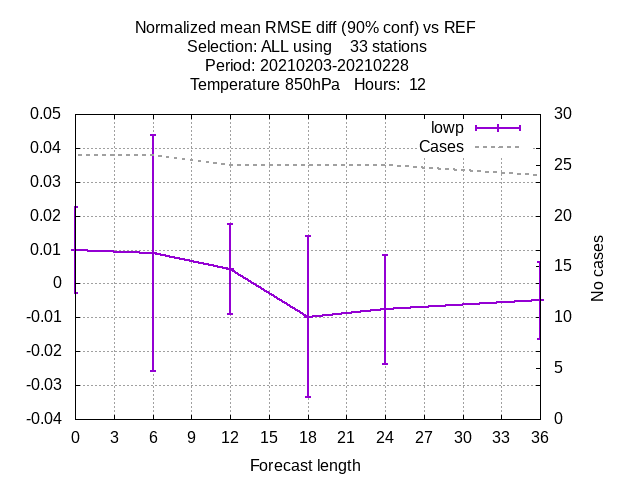 Normalized mean RMSE diff (90% conf) vs REF
Selection: ALL using    33 stations
Period: 20210203-20210228
Temperature 850hPa   Hours:  12
lowp
Cases
0.05
0.04
0.03
0.02
0.01
0
-0.01
-0.02
-0.03
-0.04
30
25
20
15
10
5
0
No cases
0 3 6 9 12 15 18 21 24 27 30 33 36
Forecast length